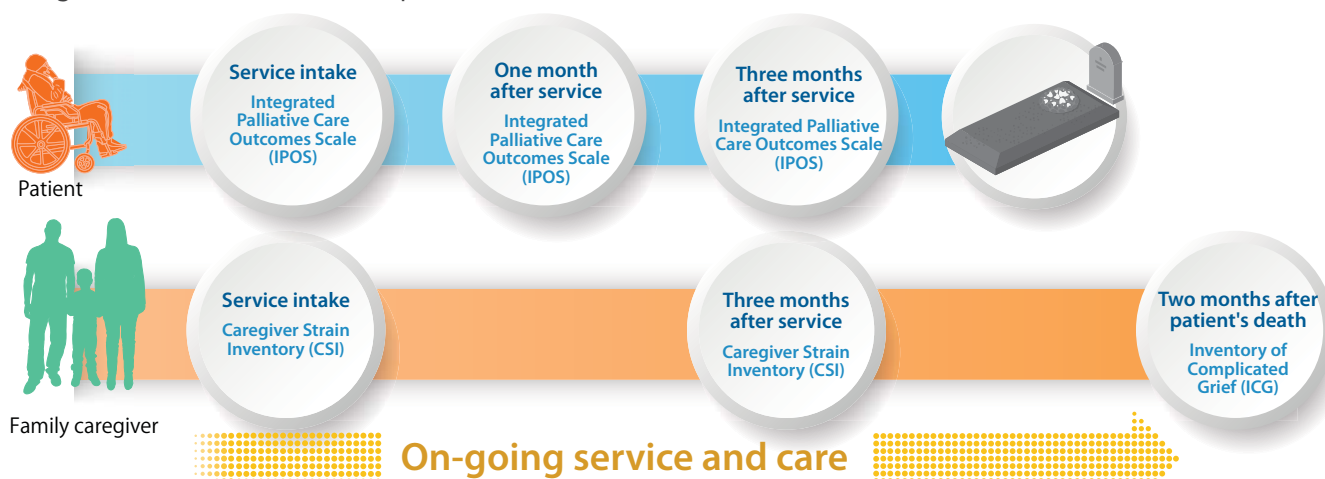 Service intake
Integrated
Palliative Care
Outcomes Scale
(IPOS)
One month
after service
Integrated
Palliative Care
Outcomes Scale
(IPOS)
Three months
after service
Integrated Palliative
Care Outcomes Scale
(IPOS)
Patient
Service intake
Caregiver Strain
Inventory (CSI)
Three months
after service
Caregiver Strain
Inventory (CSI)
Two months after
patient's death
Inventory of
Complicated
Grief (ICG)
Family caregiver
On-going service and care